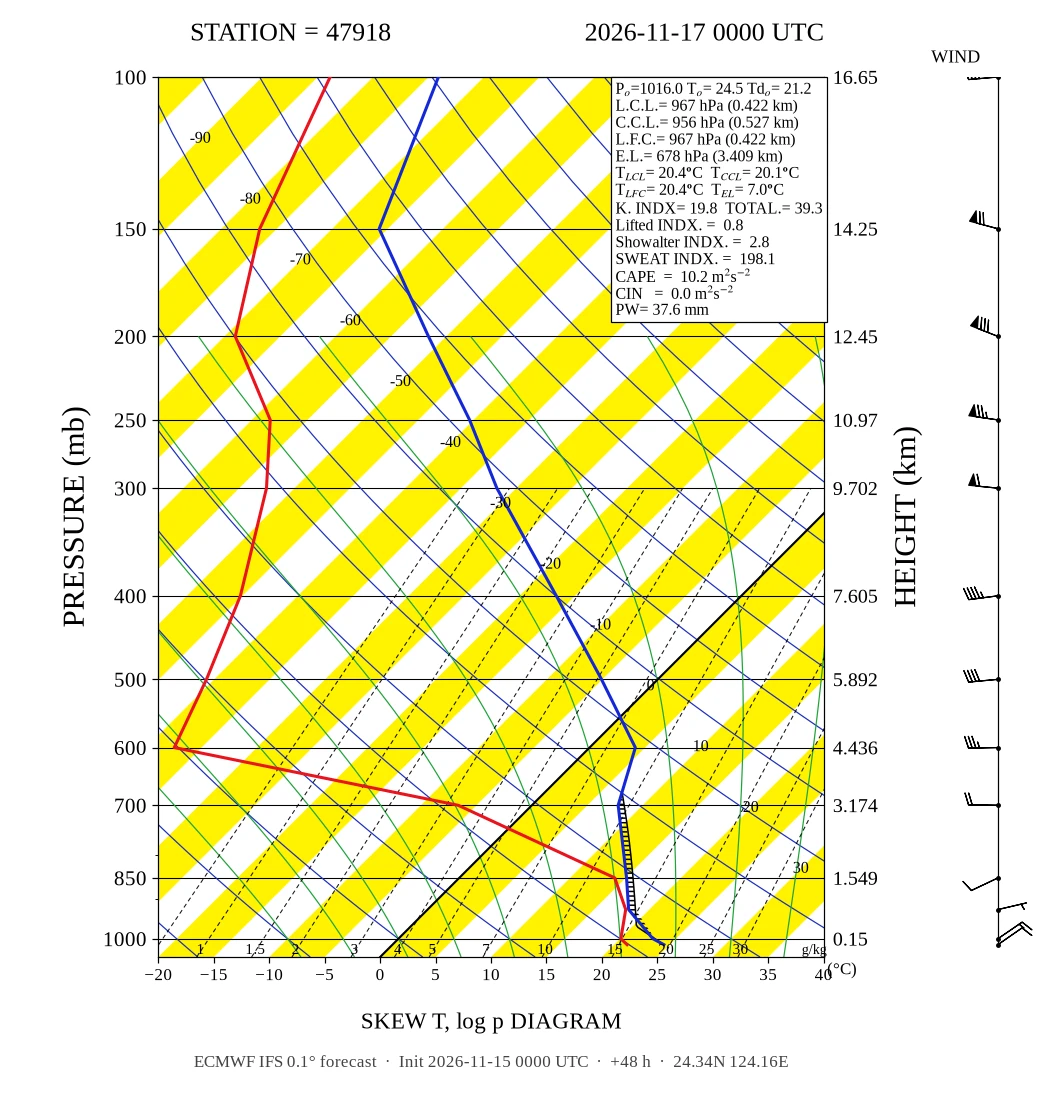 STATION = 47918
2026-11-17 0000 UTC
WIND
P₀=1016.0 T₀= 24.5 Td₀= 21.2
L.C.L.= 967 hPa (0.422 km)
C.C.L.= 956 hPa (0.527 km)
L.F.C.= 967 hPa (0.422 km)
E.L.= 678 hPa (3.409 km)
T_LCL= 20.4°C T_CCL= 20.1°C
T_LFC= 20.4°C T_EL= 7.0°C
K. INDX= 19.8 TOTAL.= 39.3
Lifted INDX. = 0.8
Showalter INDX. = 2.8
SWEAT INDX. = 198.1
CAPE = 10.2 m²s⁻²
CIN = 0.0 m²s⁻²
PW= 37.6 mm
100 16.65
-90
-80
150 14.25
-70
-60
200 12.45
-50
250 10.97
-40
300 9.702
-30
-20
400 7.605
-10
500 5.892
0
10
600 4.436
20
700 3.174
30
850 1.549
1000 0.15
PRESSURE (mb)
HEIGHT (km)
1 1.5 2 3 4 5 7 10 15 20 25 30 g/kg
−20 −15 −10 −5 0 5 10 15 20 25 30 35 40 (°C)
SKEW T, log p DIAGRAM
ECMWF IFS 0.1° forecast · Init 2026-11-15 0000 UTC · +48 h · 24.34N 124.16E